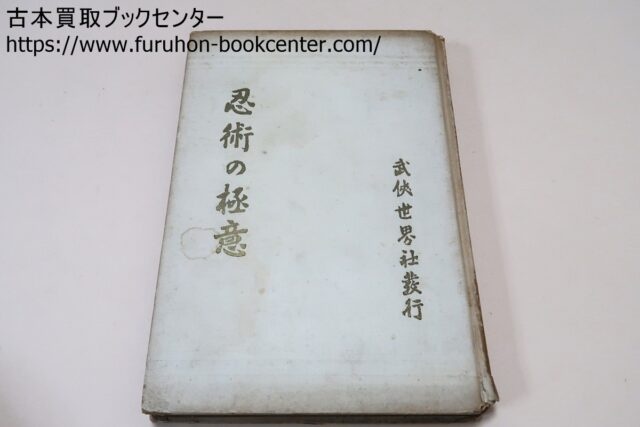 古本買取ブックセンター
https://www.furuhon-bookcenter.com/
忍術の極意
武侠世界社發行